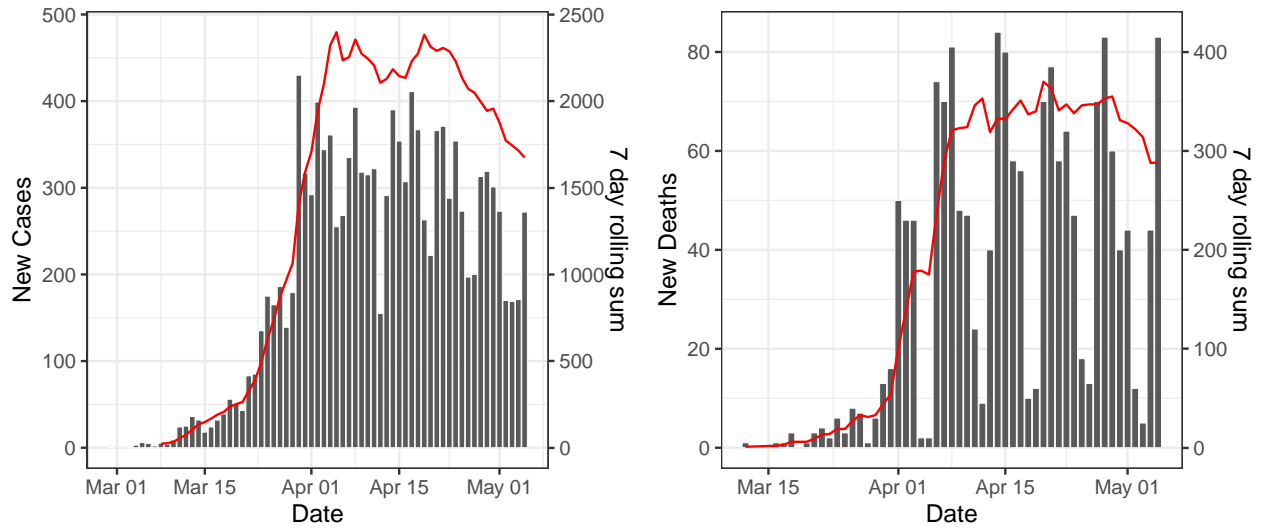 New Cases
500
400
300
200
100
0
2500
2000
1500
1000
500
0
7 day rolling sum
Mar 01 Mar 15 Apr 01 Apr 15 May 01
Date
New Deaths
80
60
40
20
0
400
300
200
100
0
7 day rolling sum
Mar 15 Apr 01 Apr 15 May 01
Date